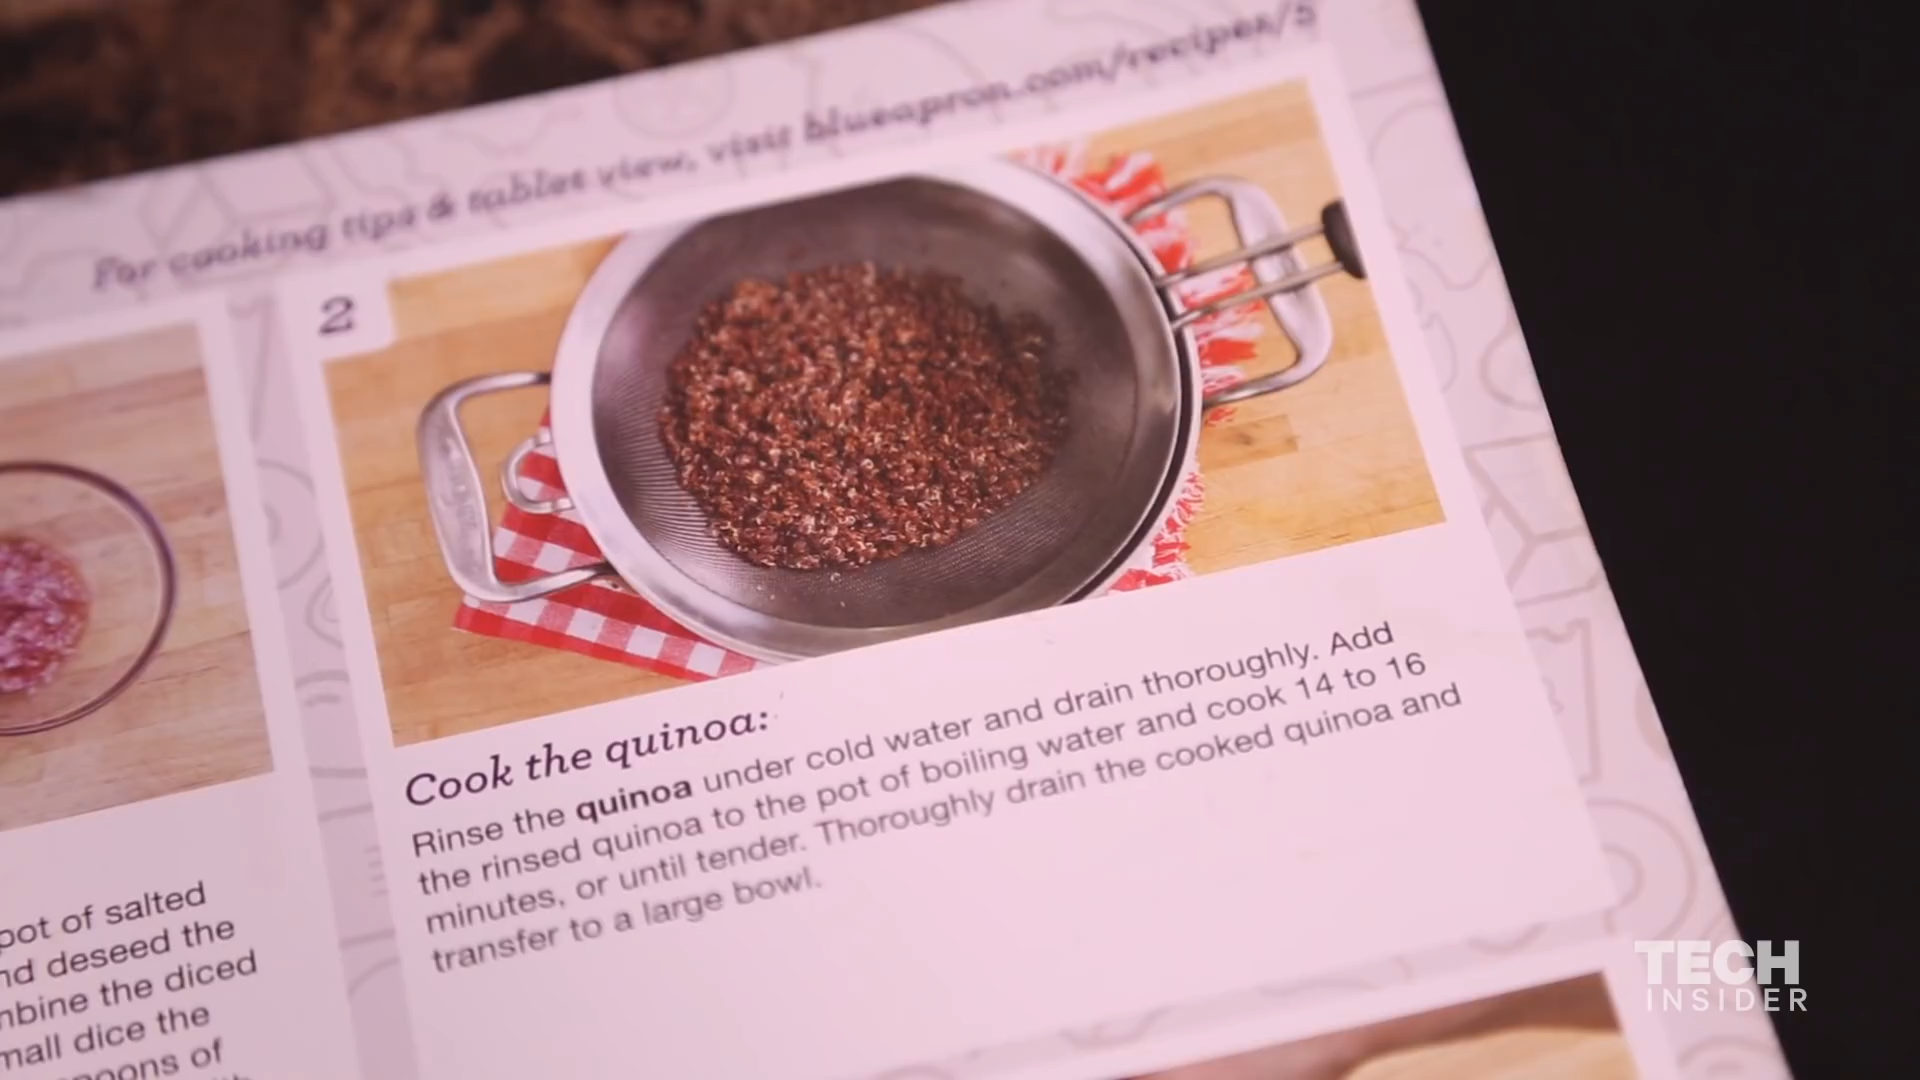 For cooking tips & tablet view, visit blueapron.com/recipes/5
2
Cook the quinoa:
Rinse the quinoa under cold water and drain thoroughly. Add
the rinsed quinoa to the pot of boiling water and cook 14 to 16
minutes, or until tender. Thoroughly drain the cooked quinoa and
transfer to a large bowl.
pot of salted
nd deseed the
mbine the diced
mall dice the
spoons of
TECH
INSIDER